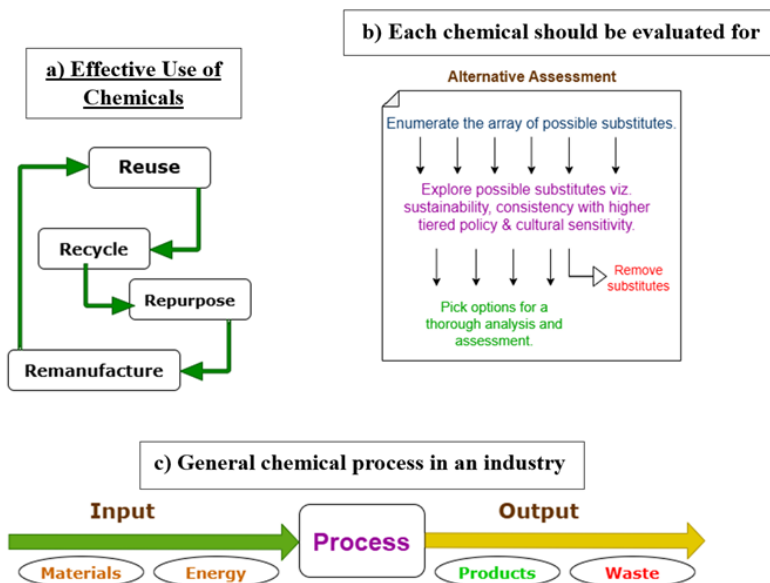 a) Effective Use of
Chemicals
Reuse
Recycle
Repurpose
Remanufacture
b) Each chemical should be evaluated for
Alternative Assessment
Enumerate the array of possible substitutes.
Explore possible substitutes viz.
sustainability, consistency with higher
tiered policy & cultural sensitivity.
Remove
substitutes
Pick options for a
thorough analysis and
assessment.
c) General chemical process in an industry
Input
Output
Process
Materials
Energy
Products
Waste